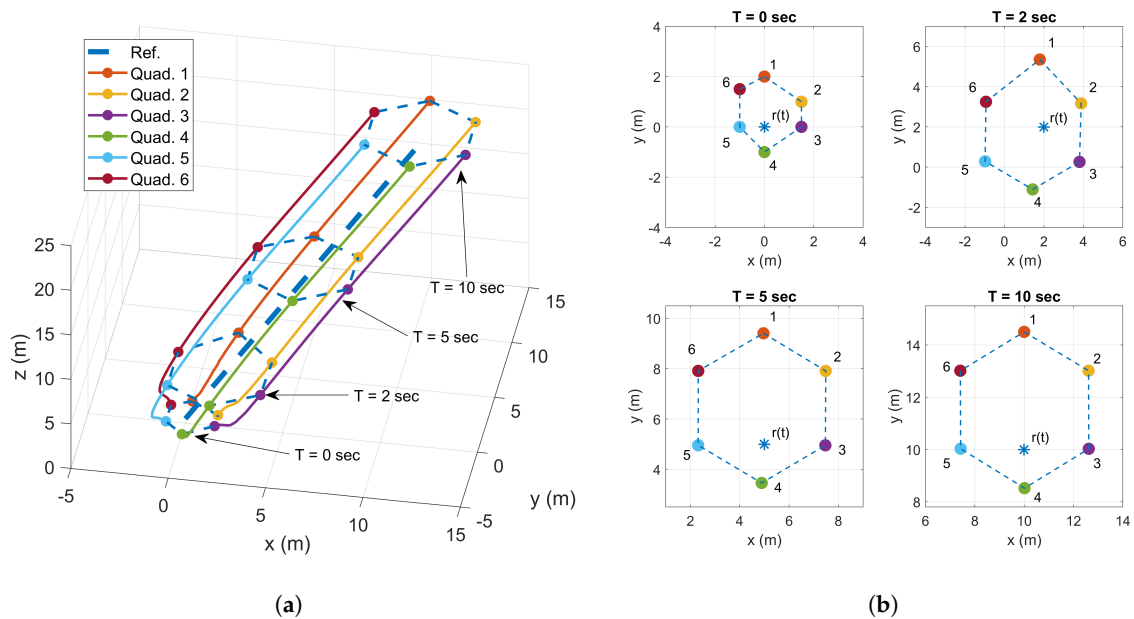 Ref.
Quad. 1
Quad. 2
Quad. 3
Quad. 4
Quad. 5
Quad. 6
25
20
15
10
5
0
z (m)
-5
0
5
10
15
x (m)
-5
0
5
10
15
y (m)
T = 10 sec
T = 5 sec
T = 2 sec
T = 0 sec
(a)
T = 0 sec
4
2
0
-2
-4
y (m)
-4
-2
0
2
4
x (m)
1
2
3
4
5
6
r(t)
T = 2 sec
6
4
2
0
-2
y (m)
-4
-2
0
2
4
6
x (m)
1
2
3
4
5
6
r(t)
T = 5 sec
10
8
6
4
y (m)
2
4
6
8
x (m)
1
2
3
4
5
6
r(t)
T = 10 sec
14
12
10
8
y (m)
6
8
10
12
14
x (m)
1
2
3
4
5
6
r(t)
(b)